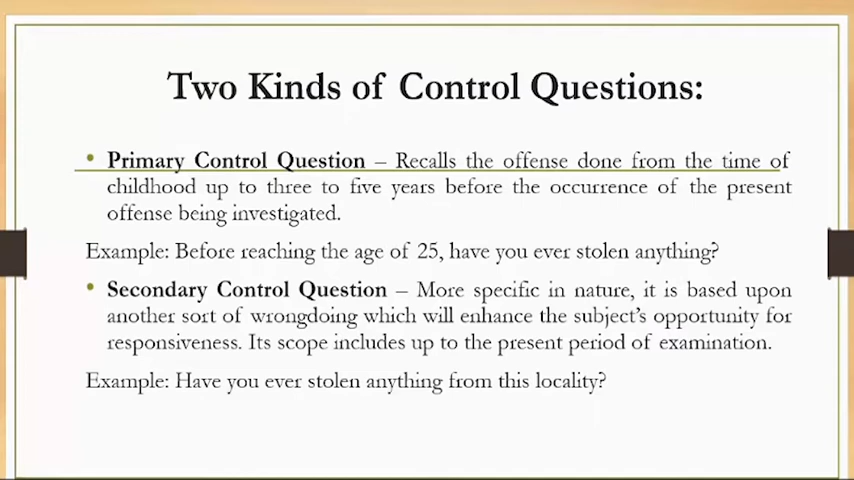 Two Kinds of Control Questions:
• Primary Control Question – Recalls the offense done from the time of
childhood up to three to five years before the occurrence of the present
offense being investigated.
Example: Before reaching the age of 25, have you ever stolen anything?
• Secondary Control Question – More specific in nature, it is based upon
another sort of wrongdoing which will enhance the subject's opportunity for
responsiveness. Its scope includes up to the present period of examination.
Example: Have you ever stolen anything from this locality?